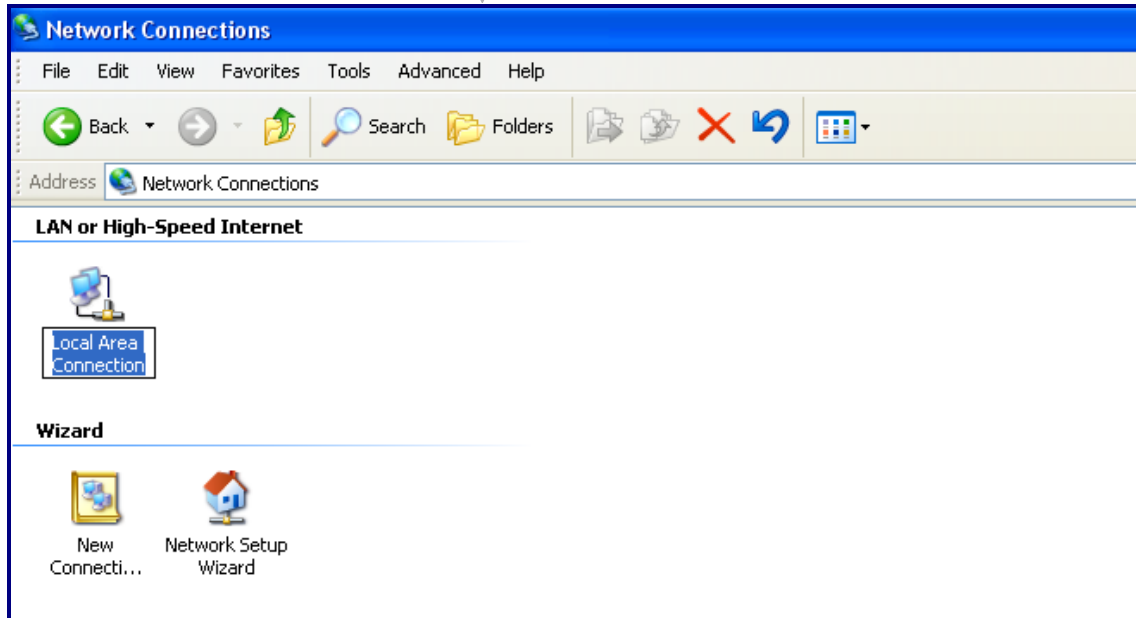 Network Connections
File Edit View Favorites Tools Advanced Help
Back Search Folders
Address Network Connections
LAN or High-Speed Internet
Local Area
Connection
Wizard
New
Connecti...
Network Setup
Wizard